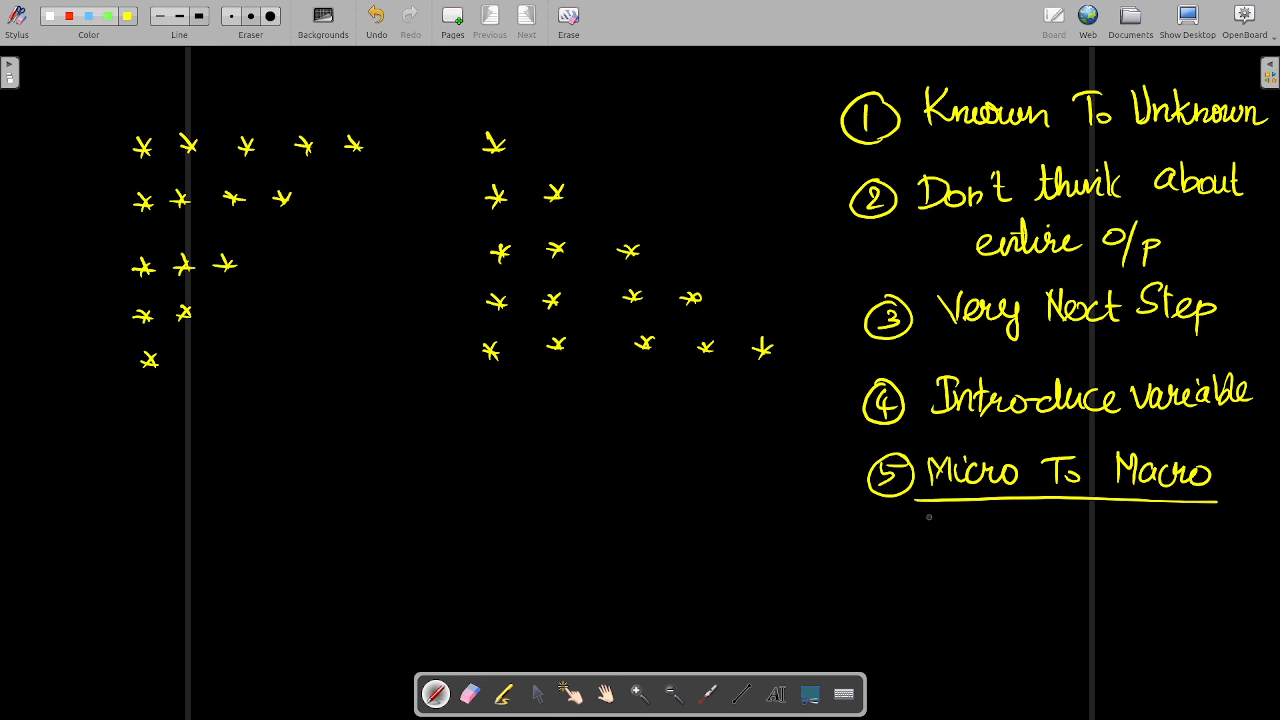 Stylus
Color
Line
Eraser
Backgrounds
Undo
Redo
Pages
Previous
Next
Erase
Board
Web
Documents
Show Desktop
OpenBoard
* * * * *
* * * *
* * *
* *
*
*
* *
* * *
* * * *
* * * * *
① Known To Unknown
② Don't think about
entire O/p
③ Very Next Step
④ Introduce variable
⑤ Micro To Macro
AI